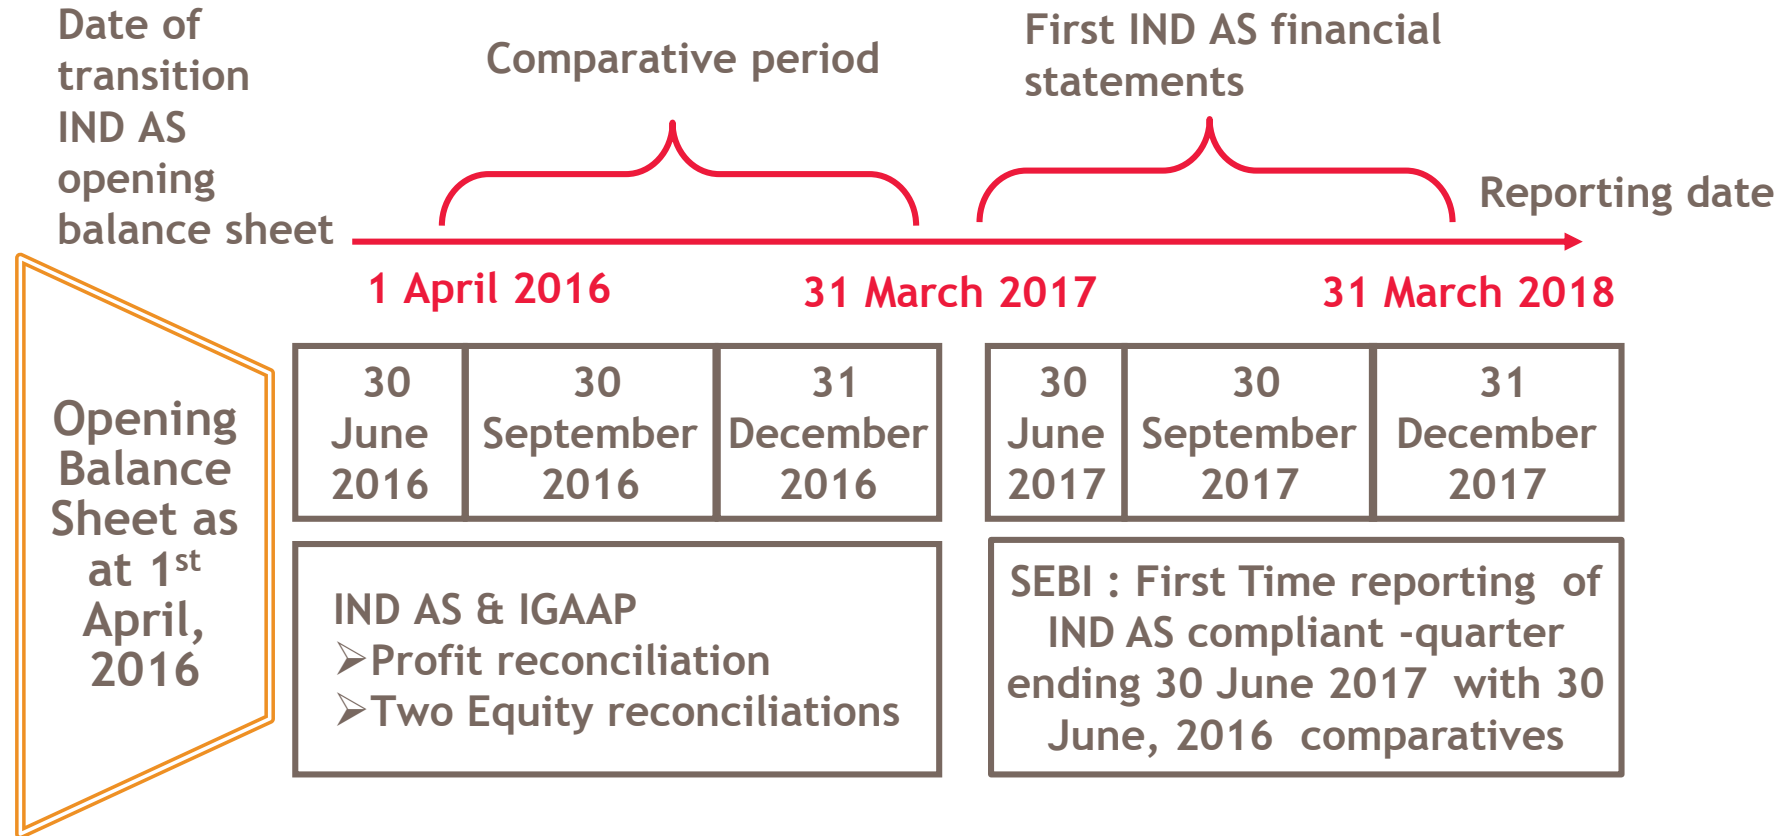 Date of
transition
IND AS
opening
balance sheet
Comparative period
First IND AS financial
statements
Reporting date
1 April 2016
31 March 2017
31 March 2018
Opening
Balance
Sheet as
at 1st
April,
2016
30
June
2016
30
September
2016
31
December
2016
30
June
2017
30
September
2017
31
December
2017
IND AS & IGAAP
➢Profit reconciliation
➢Two Equity reconciliations
SEBI : First Time reporting of
IND AS compliant -quarter
ending 30 June 2017 with 30
June, 2016 comparatives